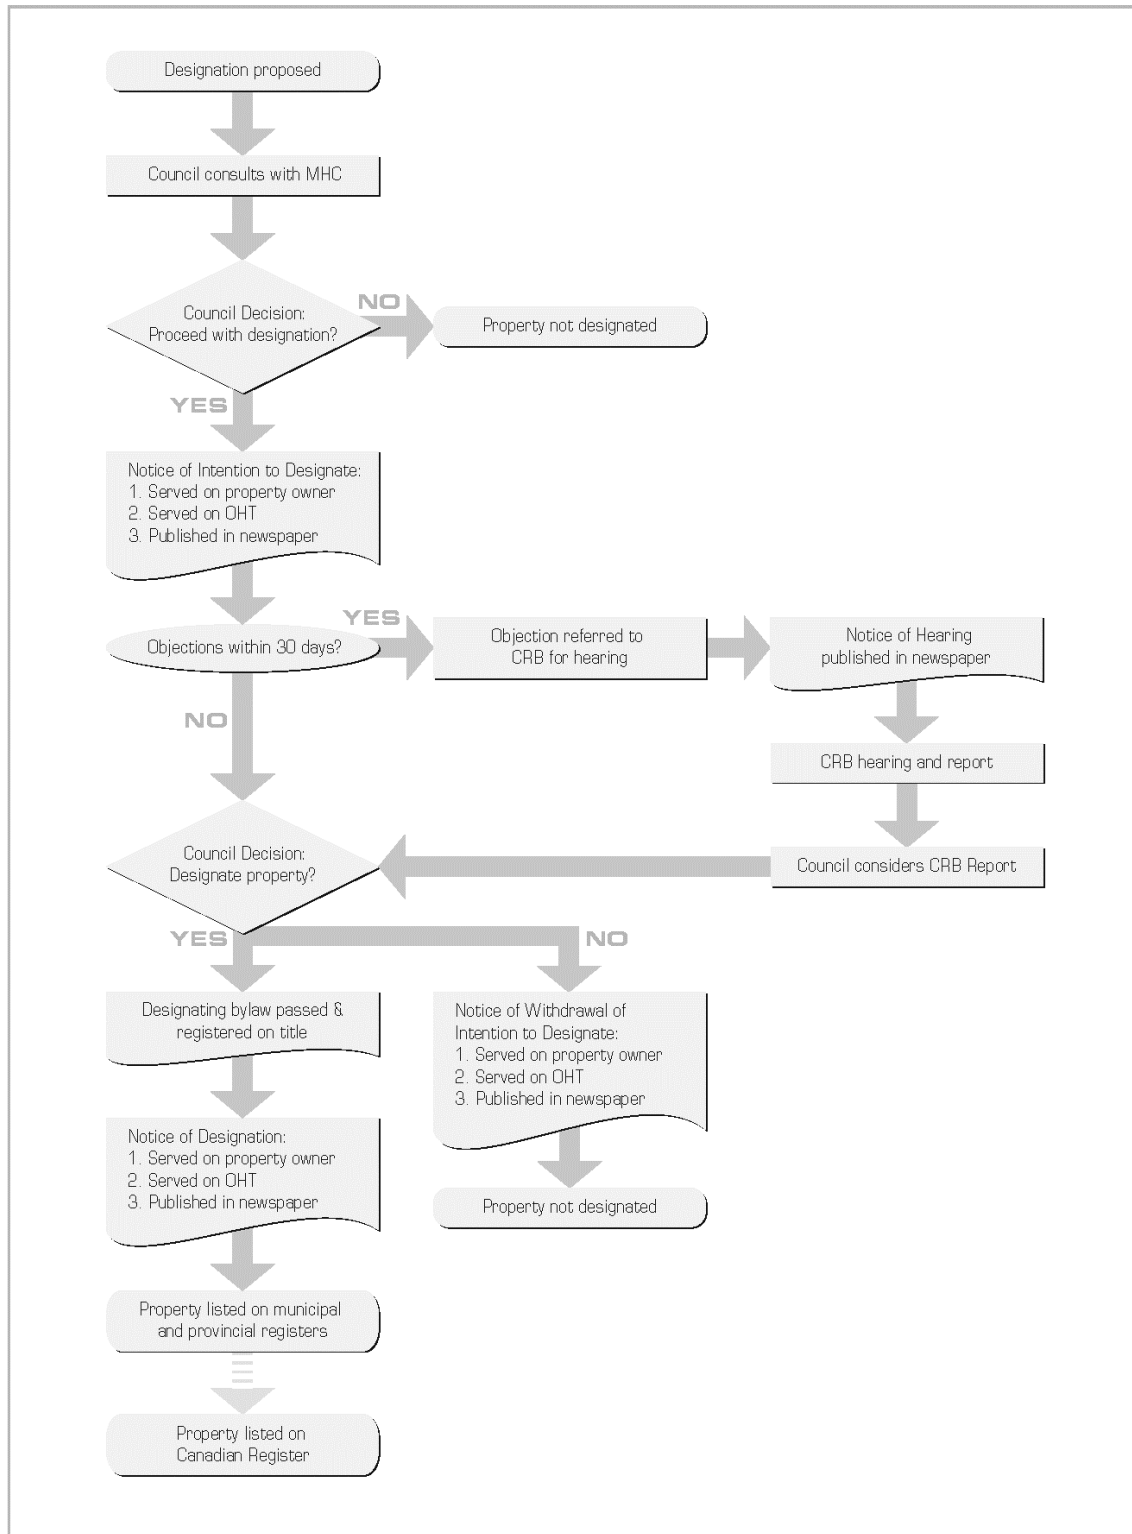 Designation proposed
Council consults with MHC
Council Decision:
Proceed with designation?
NO
Property not designated
YES
Notice of Intention to Designate:
1. Served on property owner
2. Served on OHT
3. Published in newspaper
Objections within 30 days?
YES
Objection referred to
CRB for hearing
Notice of Hearing
published in newspaper
NO
CRB hearing and report
Council considers CRB Report
Council Decision:
Designate property?
YES
NO
Designating bylaw passed &
registered on title
Notice of Withdrawal of
Intention to Designate:
1. Served on property owner
2. Served on OHT
3. Published in newspaper
Notice of Designation:
1. Served on property owner
2. Served on OHT
3. Published in newspaper
Property not designated
Property listed on municipal
and provincial registers
Property listed on
Canadian Register